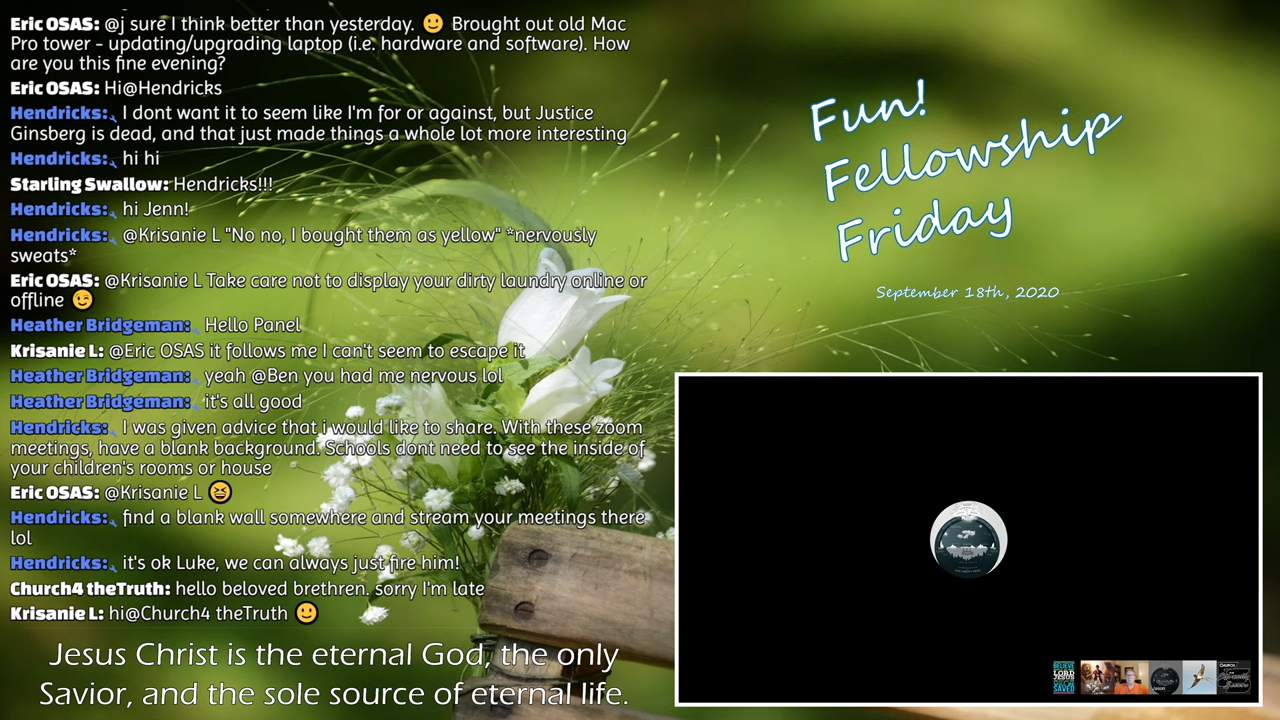 Eric OSAS: @j sure I think better than yesterday. 🙂 Brought out old Mac
Pro tower - updating/upgrading laptop (i.e. hardware and software). How
are you this fine evening?
Eric OSAS: Hi@Hendricks
Hendricks: I dont want it to seem like I'm for or against, but Justice
Ginsberg is dead, and that just made things a whole lot more interesting
Hendricks: hi hi
Starling Swallow: Hendricks!!!
Hendricks: hi Jenn!
Hendricks: @Krisanie L "No no, I bought them as yellow" *nervously
sweats*
Eric OSAS: @Krisanie L Take care not to display your dirty laundry online or
offline 😉
Heather Bridgeman: Hello Panel
Krisanie L: @Eric OSAS it follows me I can't seem to escape it
Heather Bridgeman: yeah @Ben you had me nervous lol
Heather Bridgeman: it's all good
Hendricks: I was given advice that i would like to share. With these zoom
meetings, have a blank background. Schools dont need to see the inside of
your children's rooms or house
Eric OSAS: @Krisanie L 😆
Hendricks: find a blank wall somewhere and stream your meetings there
lol
Hendricks: it's ok Luke, we can always just fire him!
Church4 theTruth: hello beloved brethren. sorry I'm late
Krisanie L: hi@Church4 theTruth 🙂
Jesus Christ is the eternal God, the only
Savior, and the sole source of eternal life.
Fun!
Fellowship
Friday
September 18th, 2020
BELIEVE
LORD
JESUS
SAVED
Jason
CHURCH